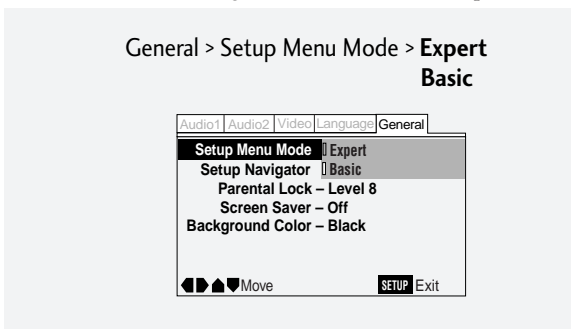 General > Setup Menu Mode > Expert
Basic
Audio1 Audio2 Video Language General
Setup Menu Mode Expert
Setup Navigator Basic
Parental Lock – Level 8
Screen Saver – Off
Background Color – Black
Move SETUP Exit